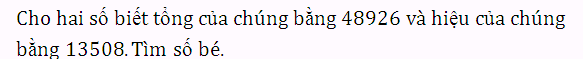 Cho hai số biết tổng của chúng bằng 48926 và hiệu của chúng
bằng 13508. Tìm số bé.